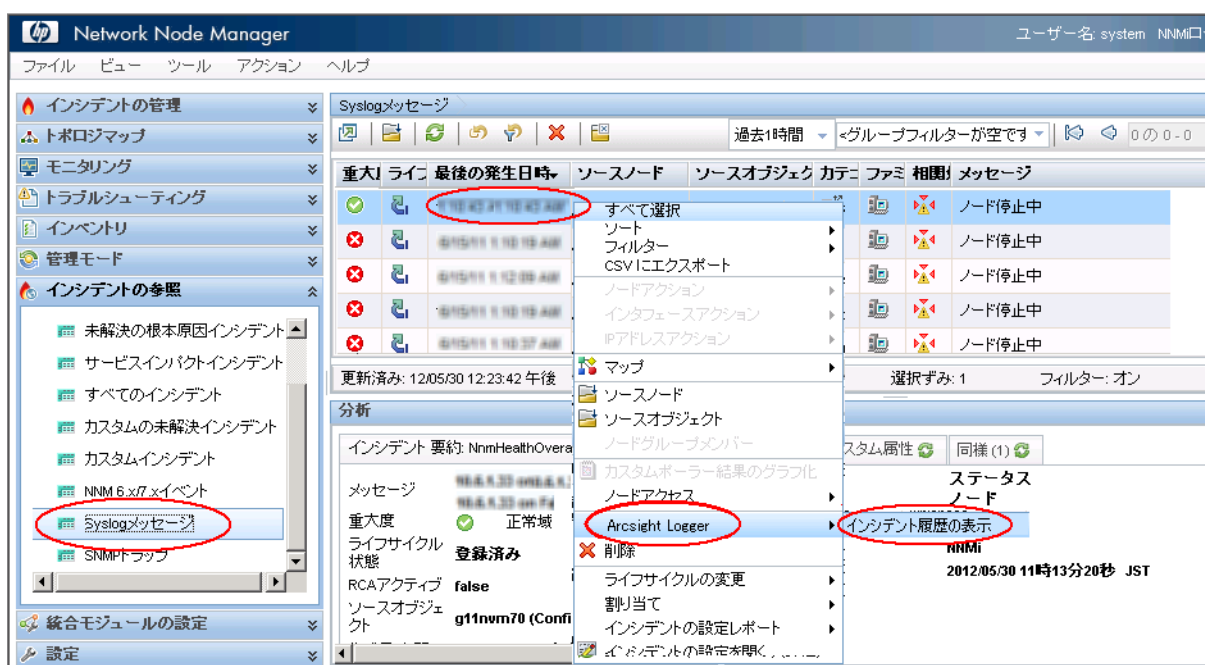 hp Network Node Manager
ユーザー名: system NNMiロ
ファイル ビュー ツール アクション ヘルプ
インシデントの管理
トポロジマップ
モニタリング
トラブルシューティング
インベントリ
管理モード
インシデントの参照
未解決の根本原因インシデント
サービスインパクトインシデント
すべてのインシデント
カスタムの未解決インシデント
カスタムインシデント
NNM 6.x/7.xイベント
Syslogメッセージ
SNMPトラップ
統合モジュールの設定
設定
Syslogメッセージ
過去1時間 <グループフィルターが空です 0の 0 - 0
重大 ライフ 最後の発生日時 ソースノード ソースオブジェク カテゴ ファミ 相関 メッセージ
ノード停止中
ノード停止中
ノード停止中
ノード停止中
ノード停止中
更新済み: 12/05/30 12:23:42 午後 選択ずみ: 1 フィルター: オン
すべて選択
ソート
フィルター
CSVにエクスポート
ノードアクション
インタフェースアクション
IPアドレスアクション
マップ
ソースノード
ソースオブジェクト
ノードグループメンバー
カスタムポーラー結果のグラフ化
ノードアクセス
Arcsight Logger
インシデント履歴の表示
削除
ライフサイクルの変更
割り当て
インシデントの設定レポート
インシデントの設定を開く
分析
インシデント 要約: NnmHealthOvera
スタム属性 同様 (1)
メッセージ
重大度 正常域
ライフサイクル状態 登録済み
RCAアクティブ false
ソースオブジェクト g11nvm70 (Confi
ステータス
ノード
NNMi
2012/05/30 11時13分20秒 JST